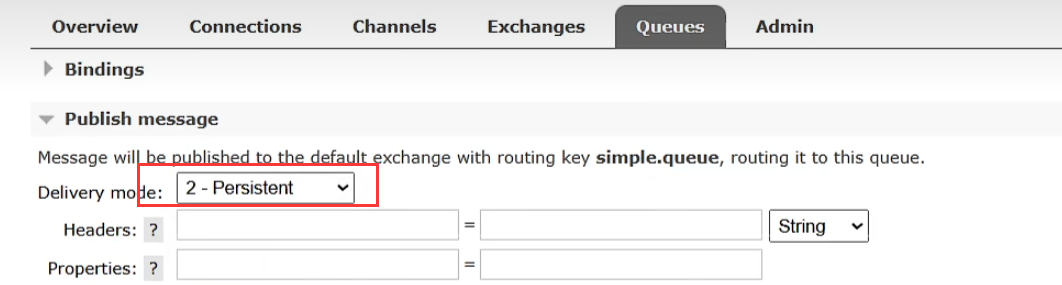 Overview Connections Channels Exchanges Queues Admin
Bindings
Publish message
Message will be published to the default exchange with routing key simple.queue, routing it to this queue.
Delivery mode: 2 - Persistent
Headers: ? = String
Properties: ? =